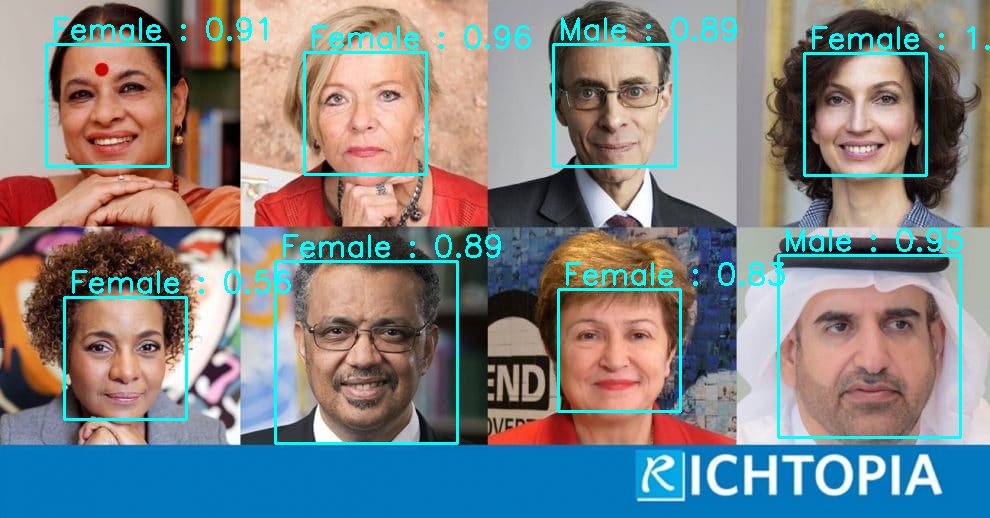 Female : 0.91
Female : 0.96
Male : 0.89
Female : 1.
Female : 0.56
Female : 0.89
Female : 0.83
Male : 0.95
END
OVER
RICHTOPIA